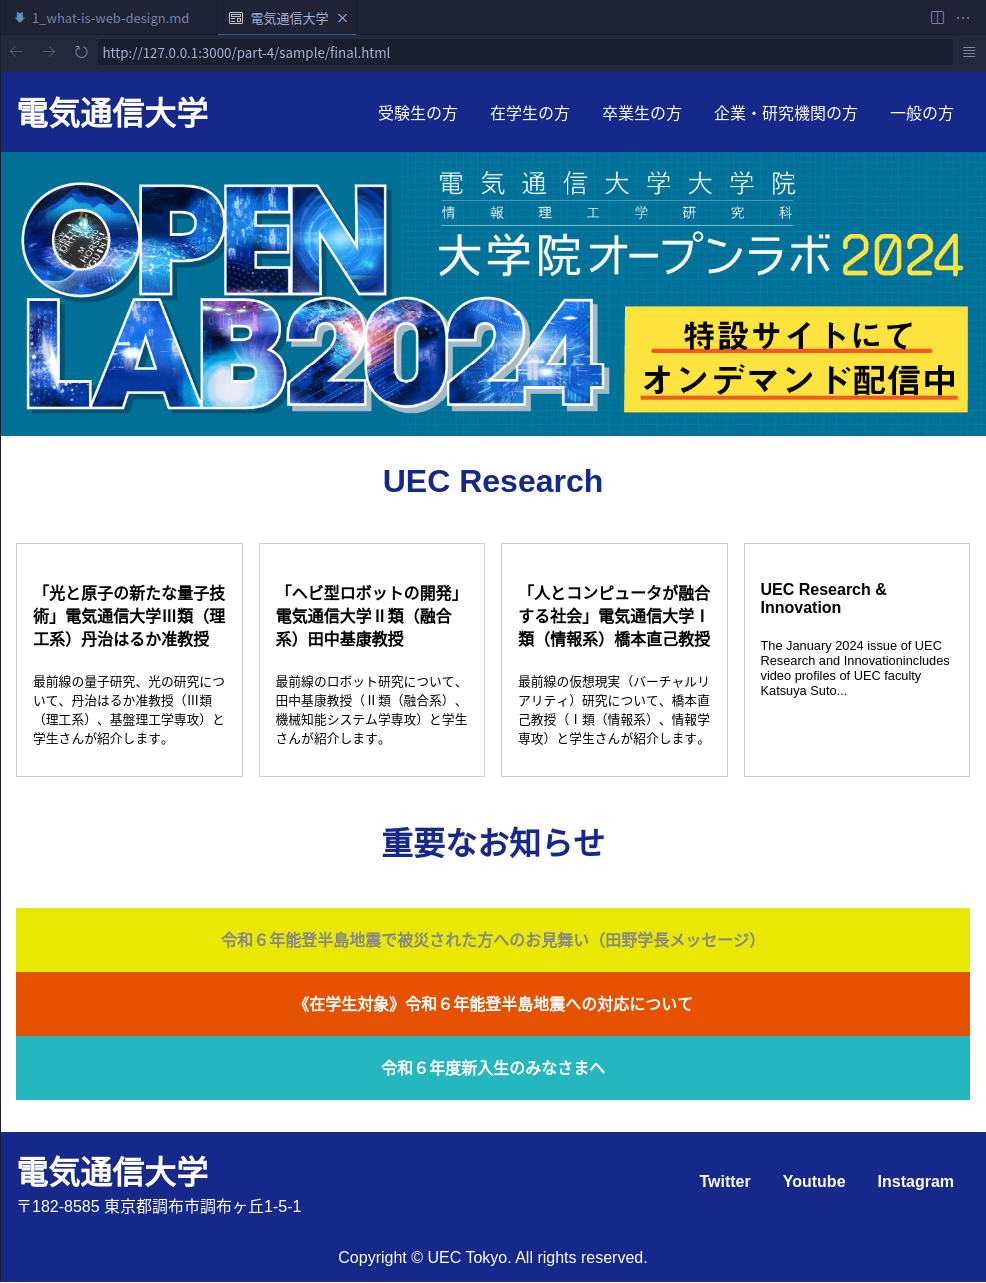 1_what-is-web-design.md
電気通信大学
http://127.0.0.1:3000/part-4/sample/final.html
電気通信大学
受験生の方
在学生の方
卒業生の方
企業・研究機関の方
一般の方
OPEN
LAB2024
電気通信大学大学院
情報理工学研究科
大学院オープンラボ2024
特設サイトにて
オンデマンド配信中
UEC Research
「光と原子の新たな量子技
術」電気通信大学Ⅲ類（理
工系）丹治はるか准教授
最前線の量子研究、光の研究につ
いて、丹治はるか准教授（Ⅲ類
（理工系）、基盤理工学専攻）と
学生さんが紹介します。
「ヘビ型ロボットの開発」
電気通信大学Ⅱ類（融合
系）田中基康教授
最前線のロボット研究について、
田中基康教授（Ⅱ類（融合系）、
機械知能システム学専攻）と学生
さんが紹介します。
「人とコンピュータが融合
する社会」電気通信大学Ⅰ
類（情報系）橋本直己教授
最前線の仮想現実（バーチャルリ
アリティ）研究について、橋本直
己教授（Ⅰ類（情報系）、情報学
専攻）と学生さんが紹介します。
UEC Research &
Innovation
The January 2024 issue of UEC
Research and Innovationincludes
video profiles of UEC faculty
Katsuya Suto...
重要なお知らせ
令和６年能登半島地震で被災された方へのお見舞い（田野学長メッセージ）
《在学生対象》令和６年能登半島地震への対応について
令和６年度新入生のみなさまへ
電気通信大学
〒182-8585 東京都調布市調布ヶ丘1-5-1
Twitter
Youtube
Instagram
Copyright © UEC Tokyo. All rights reserved.